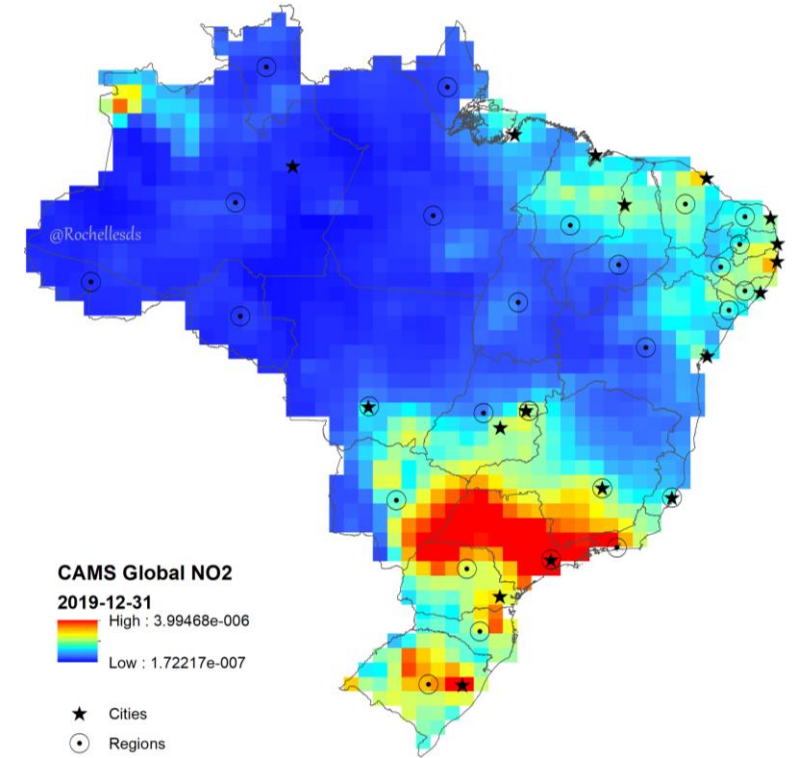 @Rochellesds
CAMS Global NO2
2019-12-31
High : 3.99468e-006
Low : 1.72217e-007
Cities
Regions